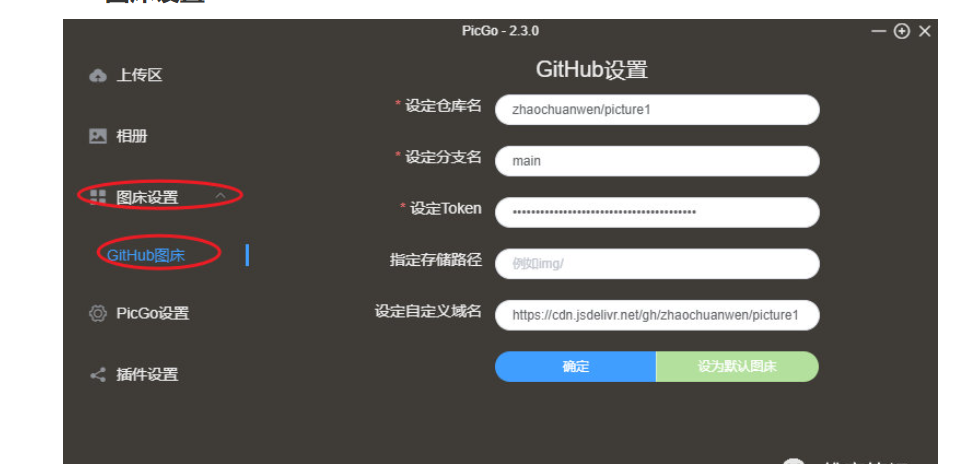 PicGo - 2.3.0
上传区
GitHub设置
* 设定仓库名
zhaochuanwen/picture1
相册
* 设定分支名
main
图床设置
* 设定Token
GitHub图床
指定存储路径
例如img/
PicGo设置
设定自定义域名
https://cdn.jsdelivr.net/gh/zhaochuanwen/picture1
确定
设为默认图床
插件设置